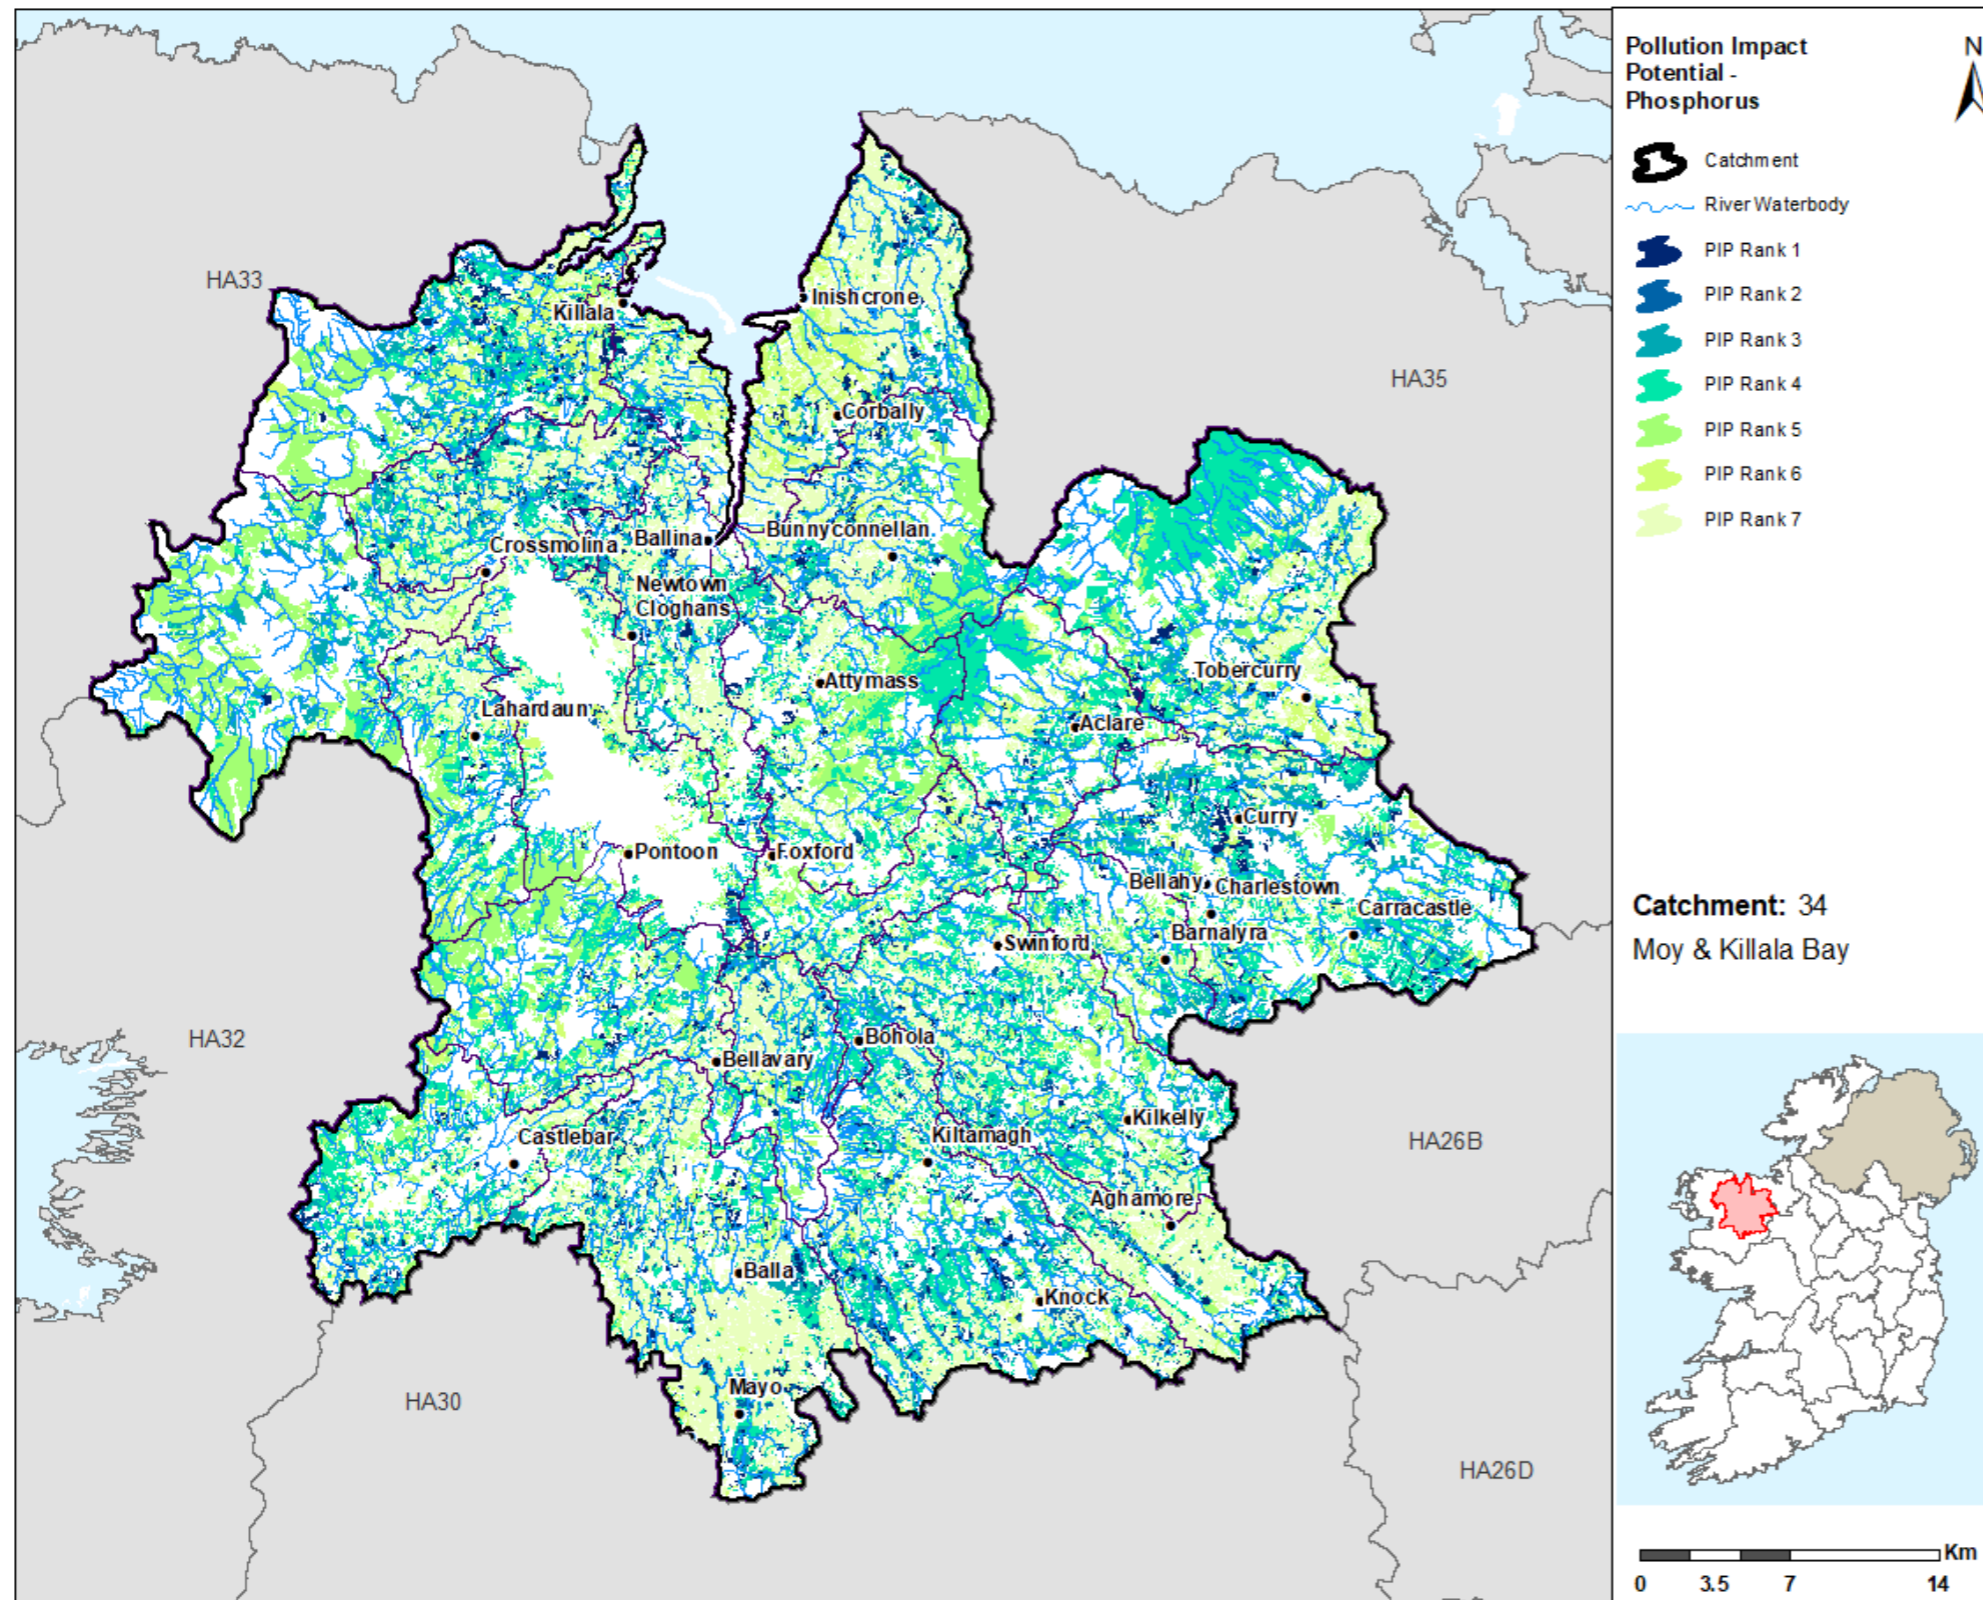 Pollution Impact
Potential -
Phosphorus
N
Catchment
River Waterbody
PIP Rank 1
PIP Rank 2
PIP Rank 3
PIP Rank 4
PIP Rank 5
PIP Rank 6
PIP Rank 7
Catchment: 34
Moy & Killala Bay
Km
0 3.5 7 14
HA33
Killala
Inishcrone
HA35
Corbally
Bunnyconnellan
Crossmolina
Ballina
Newtown
Cloghans
Tobercurry
Attymass
Lahardaun
Aclare
Curry
Pontoon
Foxford
Bellahy
Charlestown
Carracastle
Barnalyra
Swinford
HA32
Bohola
Bellavary
Kilkelly
Castlebar
Kiltamagh
HA26B
Aghamore
Balla
Knock
Mayo
HA30
HA26D